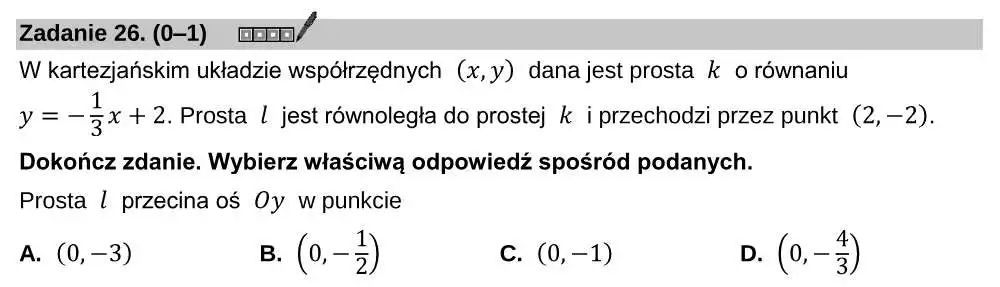 Zadanie 26. (0–1)
W kartezjańskim układzie współrzędnych (x, y) dana jest prosta k o równaniu
y = −1/3 x + 2. Prosta l jest równoległa do prostej k i przechodzi przez punkt (2, −2).
Dokończ zdanie. Wybierz właściwą odpowiedź spośród podanych.
Prosta l przecina oś Oy w punkcie
A. (0, −3) B. (0, −1/2) C. (0, −1) D. (0, −4/3)